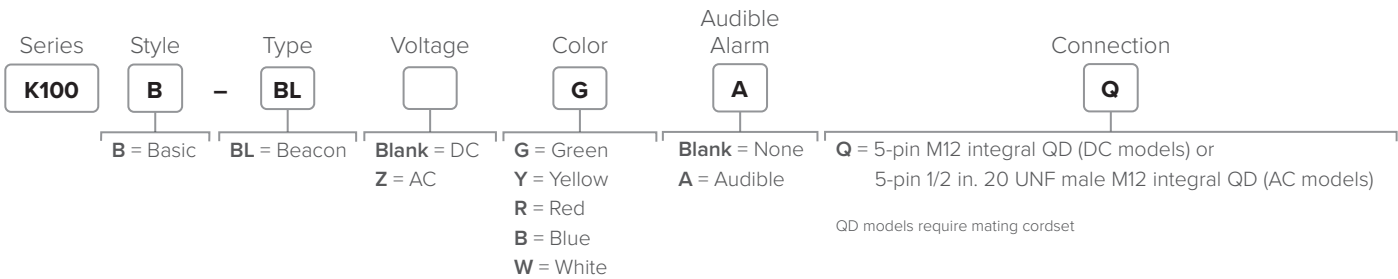 Audible
Series Style Type Voltage Color Alarm Connection
K100 B – BL G A Q
B = Basic BL = Beacon Blank = DC G = Green Blank = None Q = 5-pin M12 integral QD (DC models) or
Z = AC Y = Yellow A = Audible 5-pin 1/2 in. 20 UNF male M12 integral QD (AC models)
R = Red
QD models require mating cordset
B = Blue
W = White